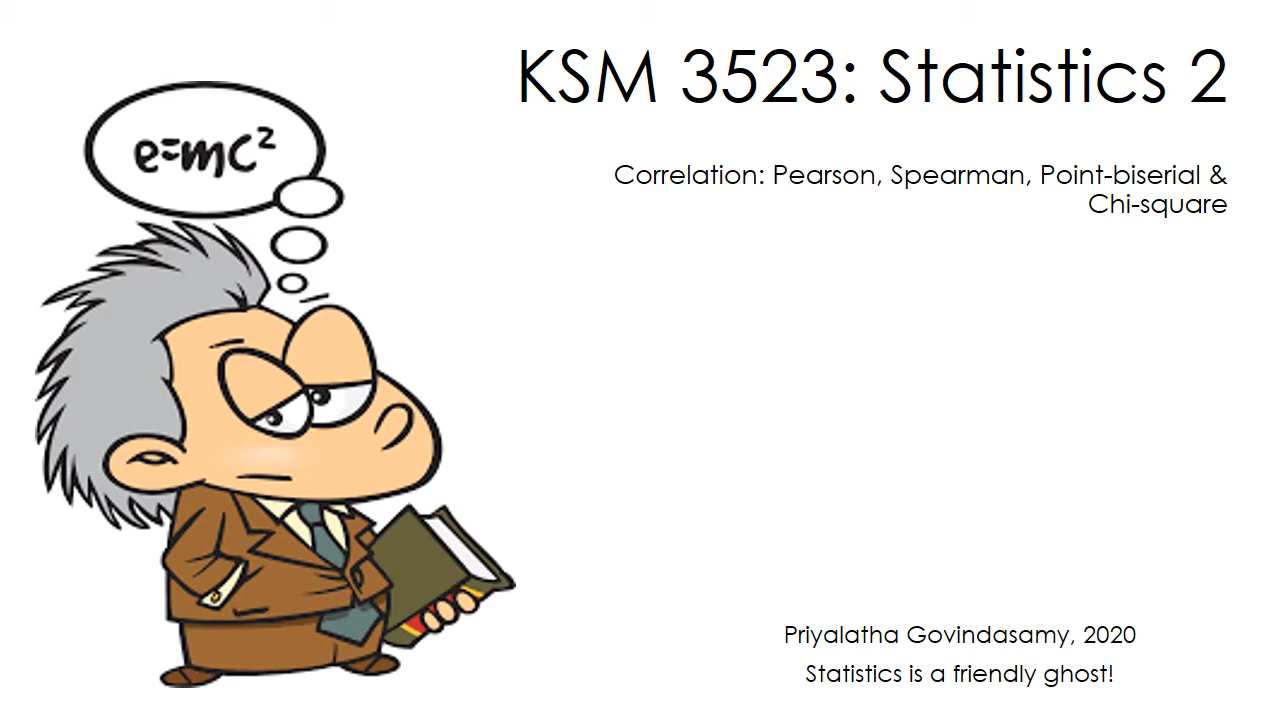 KSM 3523: Statistics 2
e=mc²
Correlation: Pearson, Spearman, Point-biserial &
Chi-square
Priyalatha Govindasamy, 2020
Statistics is a friendly ghost!